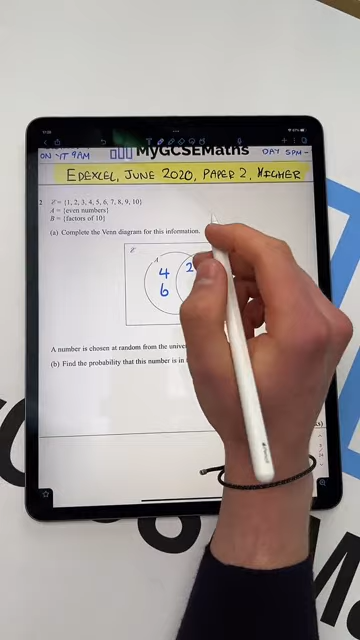 ON YT 9AM
MyGCSEMaths
DAY 5PM-
EDEXCEL, JUNE 2020, PAPER 2, HIGHER
2 ℰ = {1, 2, 3, 4, 5, 6, 7, 8, 9, 10}
A = {even numbers}
B = {factors of 10}
(a) Complete the Venn diagram for this information.
ℰ
A
4 2
6
A number is chosen at random from the
(b) Find the probability that this number is in